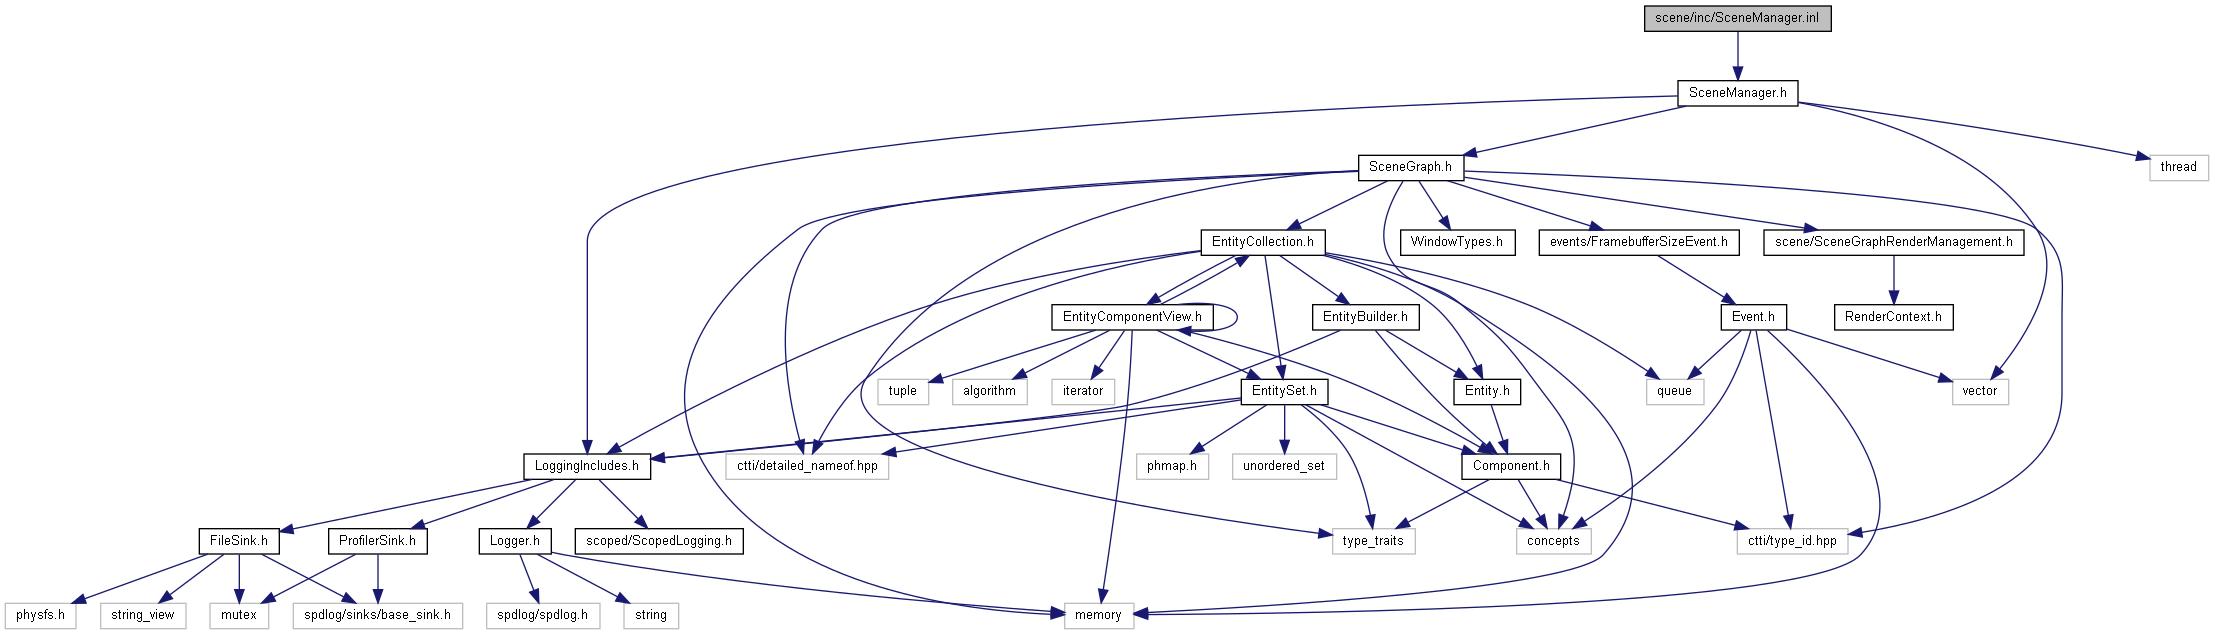 scene/inc/SceneManager.inl
SceneManager.h
SceneGraph.h
thread
EntityCollection.h
WindowTypes.h
events/FramebufferSizeEvent.h
scene/SceneGraphRenderManagement.h
EntityComponentView.h
EntityBuilder.h
Event.h
RenderContext.h
tuple
algorithm
iterator
EntitySet.h
Entity.h
queue
vector
LoggingIncludes.h
ctti/detailed_nameof.hpp
phmap.h
unordered_set
Component.h
FileSink.h
ProfilerSink.h
Logger.h
scoped/ScopedLogging.h
type_traits
concepts
ctti/type_id.hpp
physfs.h
string_view
mutex
spdlog/sinks/base_sink.h
spdlog/spdlog.h
string
memory